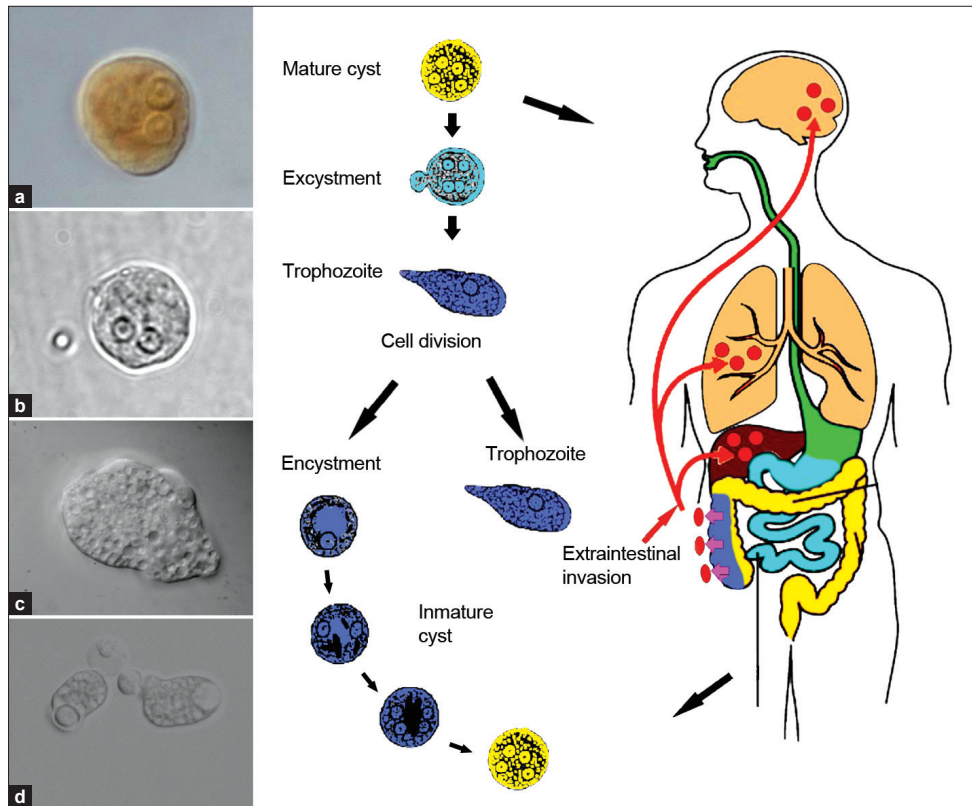 a
b
c
d
Mature cyst
Excystment
Trophozoite
Cell division
Encystment
Trophozoite
Inmature
cyst
Extraintestinal
invasion